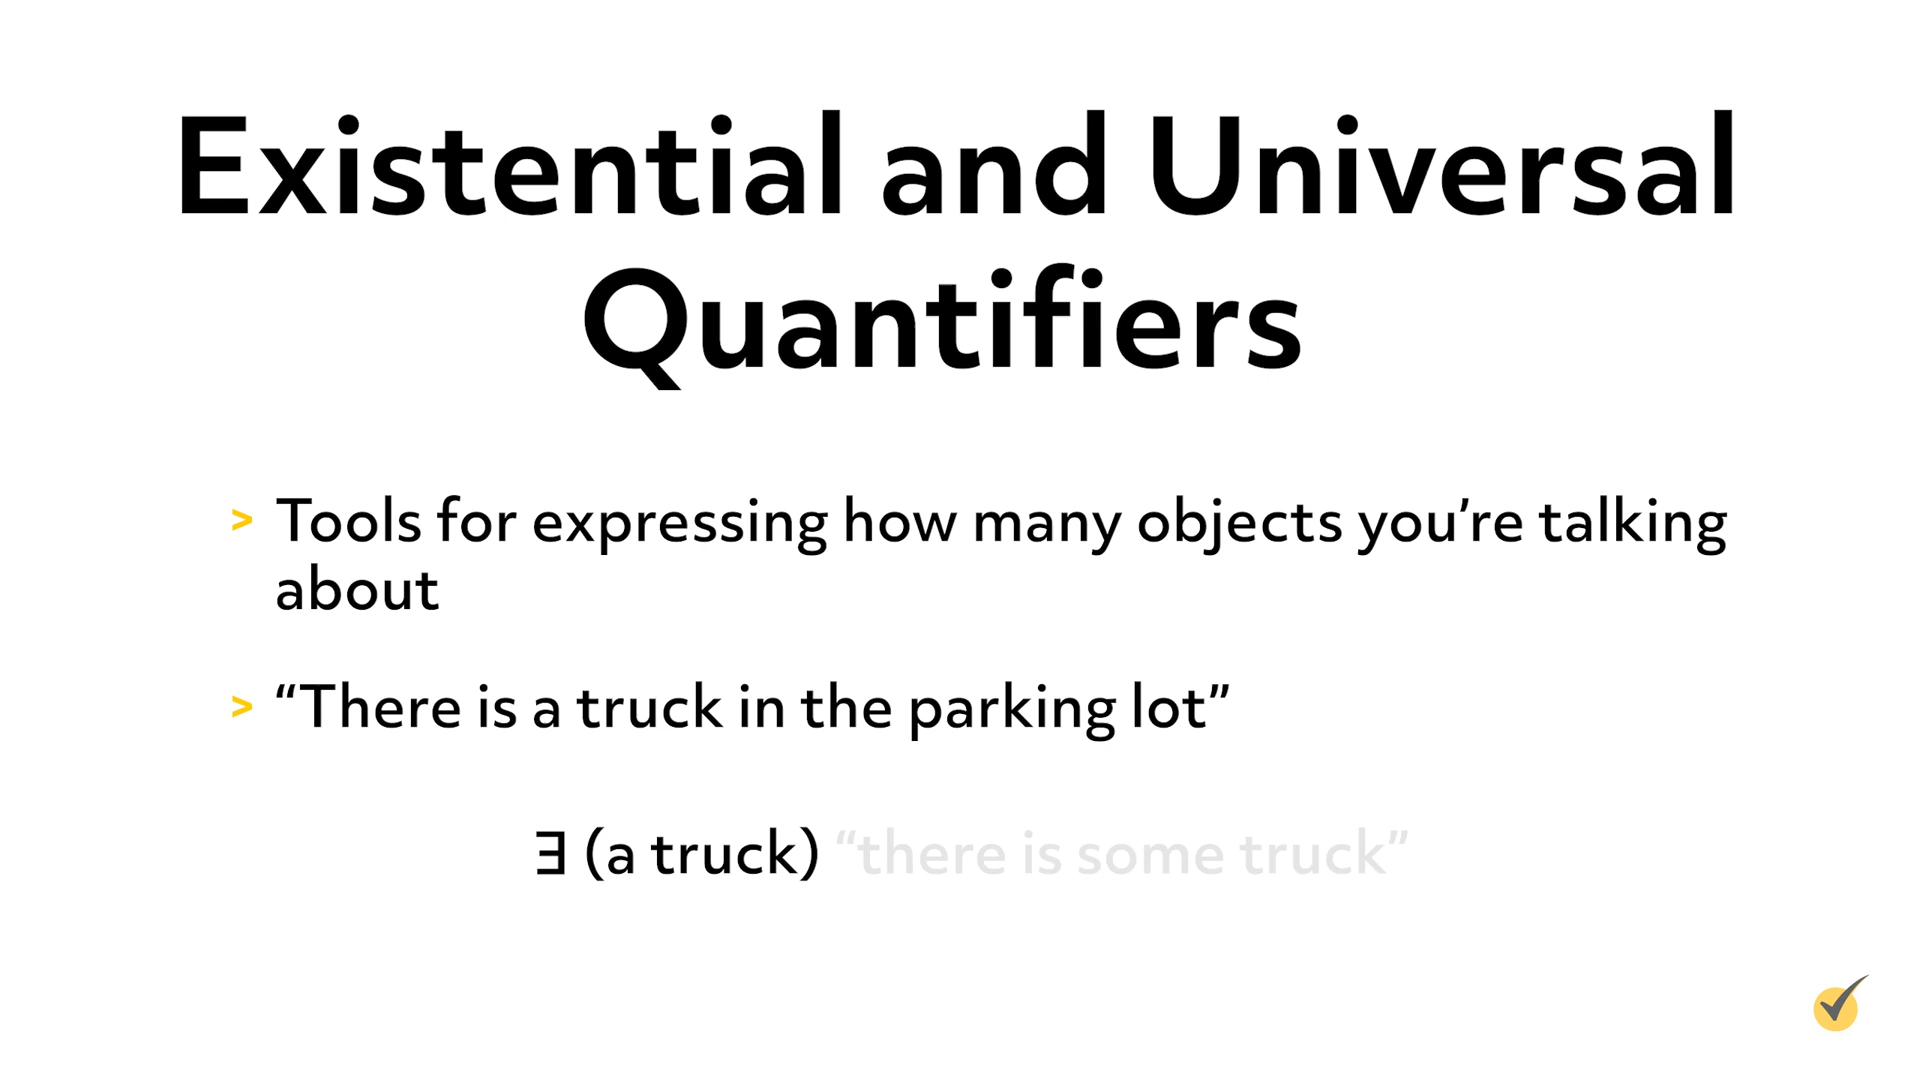 Existential and Universal
Quantifiers
> Tools for expressing how many objects you’re talking
about
> “There is a truck in the parking lot”
∃ (a truck) “there is some truck”